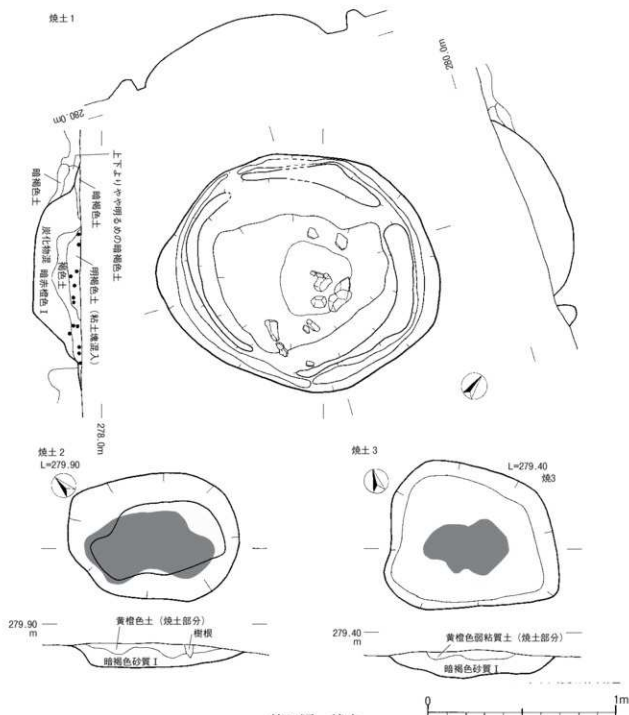 焼土1
280.0m
280.0m
上下よりやや明るめの暗褐色土
暗褐色土
暗褐色土
明褐色土（粘土塊混入）
褐色土
炭化物混
暗赤橙色I
278.0m
焼土2
L=279.90
焼土3
L=279.40
焼3
279.90
m
黄橙色土（焼土部分）
樹根
暗褐色砂質I
279.40
m
黄橙色弱粘質土（焼土部分）
暗褐色砂質I
0
1m